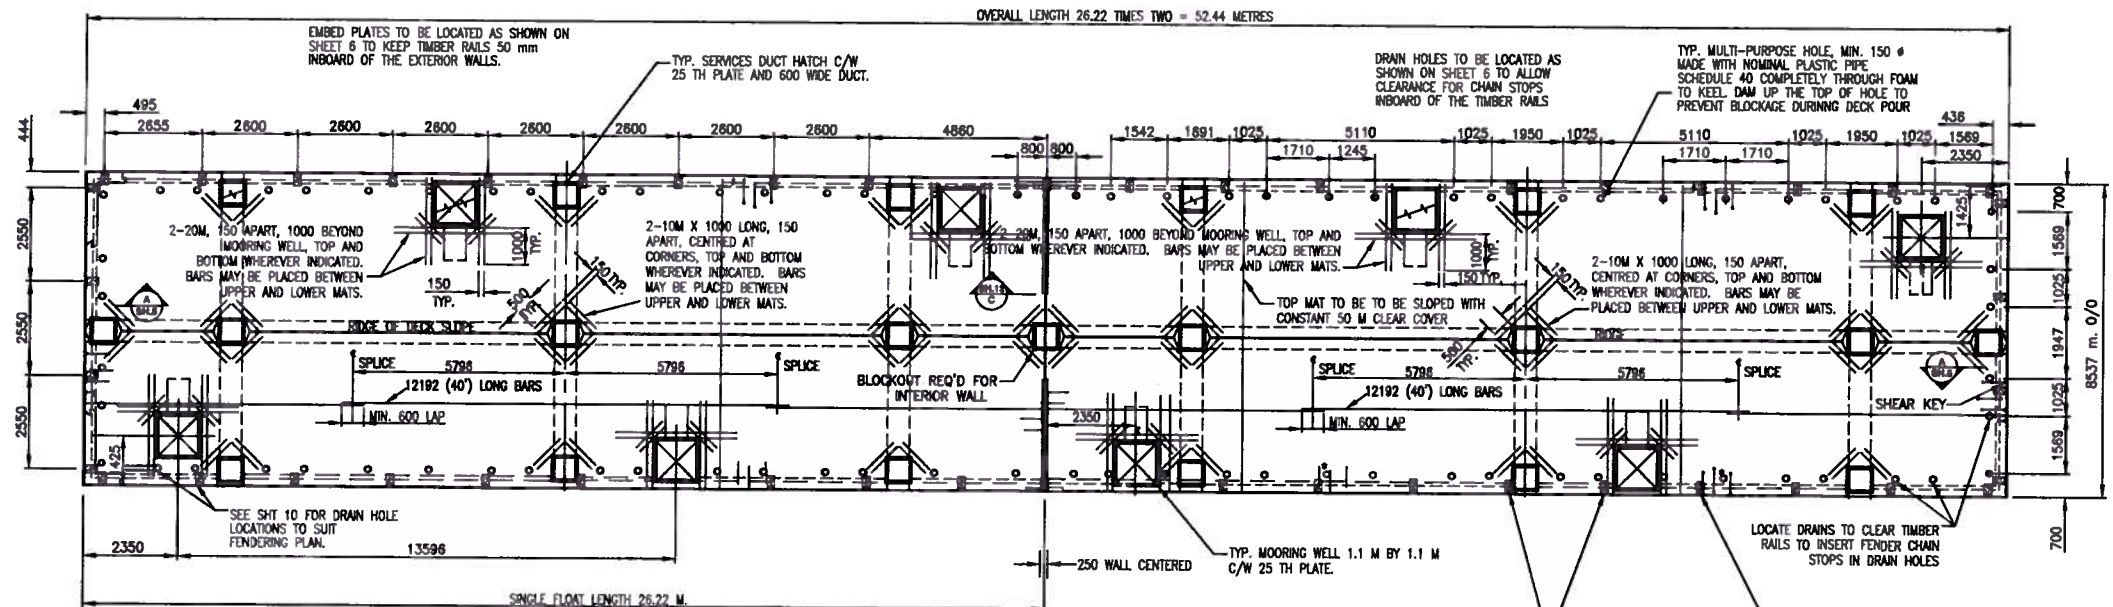 OVERALL LENGTH 26.22 TIMES TWO = 52.44 METRES
EMBED PLATES TO BE LOCATED AS SHOWN ON
SHEET 6 TO KEEP TIMBER RAILS 50 mm
INBOARD OF THE EXTERIOR WALLS.
TYP. SERVICES DUCT HATCH C/W
25 TH PLATE AND 600 WIDE DUCT.
DRAIN HOLES TO BE LOCATED AS
SHOWN ON SHEET 6 TO ALLOW
CLEARANCE FOR CHAIN STOPS
INBOARD OF THE TIMBER RAILS
TYP. MULTI-PURPOSE HOLE, MIN. 150 ø
MADE WITH NOMINAL PLASTIC PIPE
SCHEDULE 40 COMPLETELY THROUGH FOAM
TO KEEL. DAM UP THE TOP OF HOLE TO
PREVENT BLOCKAGE DURINNG DECK POUR
495
444
2655 2600 2600 2600 2600 2600 2600 2600 4860
1542 1891 1025 5110 1025 1950 1025 5110 1025 1950 1025 1569
436
800 800
1710 1245
1710 1710
2350
2550
2550
2550
2-20M, 150 APART, 1000 BEYOND
MOORING WELL, TOP AND
BOTTOM WHEREVER INDICATED.
BARS MAY BE PLACED BETWEEN
UPPER AND LOWER MATS.
1000
TYP.
150
TYP.
2-10M X 1000 LONG, 150
APART, CENTRED AT
CORNERS, TOP AND BOTTOM
WHEREVER INDICATED. BARS
MAY BE PLACED BETWEEN
UPPER AND LOWER MATS.
150 TYP.
500
TYP.
2-20M, 150 APART, 1000 BEYOND MOORING WELL, TOP AND
BOTTOM WHEREVER INDICATED. BARS MAY BE PLACED BETWEEN
UPPER AND LOWER MATS.
1000
TYP.
150 TYP.
150 TYP.
500
TYP.
2-10M X 1000 LONG, 150 APART,
CENTRED AT CORNERS, TOP AND BOTTOM
WHEREVER INDICATED. BARS MAY BE
PLACED BETWEEN UPPER AND LOWER MATS.
TOP MAT TO BE TO BE SLOPED WITH
CONSTANT 50 M CLEAR COVER
1425
700
1569
1025
1947
1025
1569
700
8537 m. O/O
A
C
A
RIDGE OF DECK SLOPE
SPLICE
5796 5796
SPLICE
12192 (40') LONG BARS
MIN. 600 LAP
BLOCKOUT REQ'D FOR
INTERIOR WALL
SPLICE
5796 5796
SPLICE
12192 (40') LONG BARS
MIN. 600 LAP
2350
SHEAR KEY
425
SEE SHT 10 FOR DRAIN HOLE
LOCATIONS TO SUIT
FENDERING PLAN.
2350
13596
250 WALL CENTERED
TYP. MOORING WELL 1.1 M BY 1.1 M
C/W 25 TH PLATE.
LOCATE DRAINS TO CLEAR TIMBER
RAILS TO INSERT FENDER CHAIN
STOPS IN DRAIN HOLES
SINGLE FLOAT LENGTH 26.22 M.